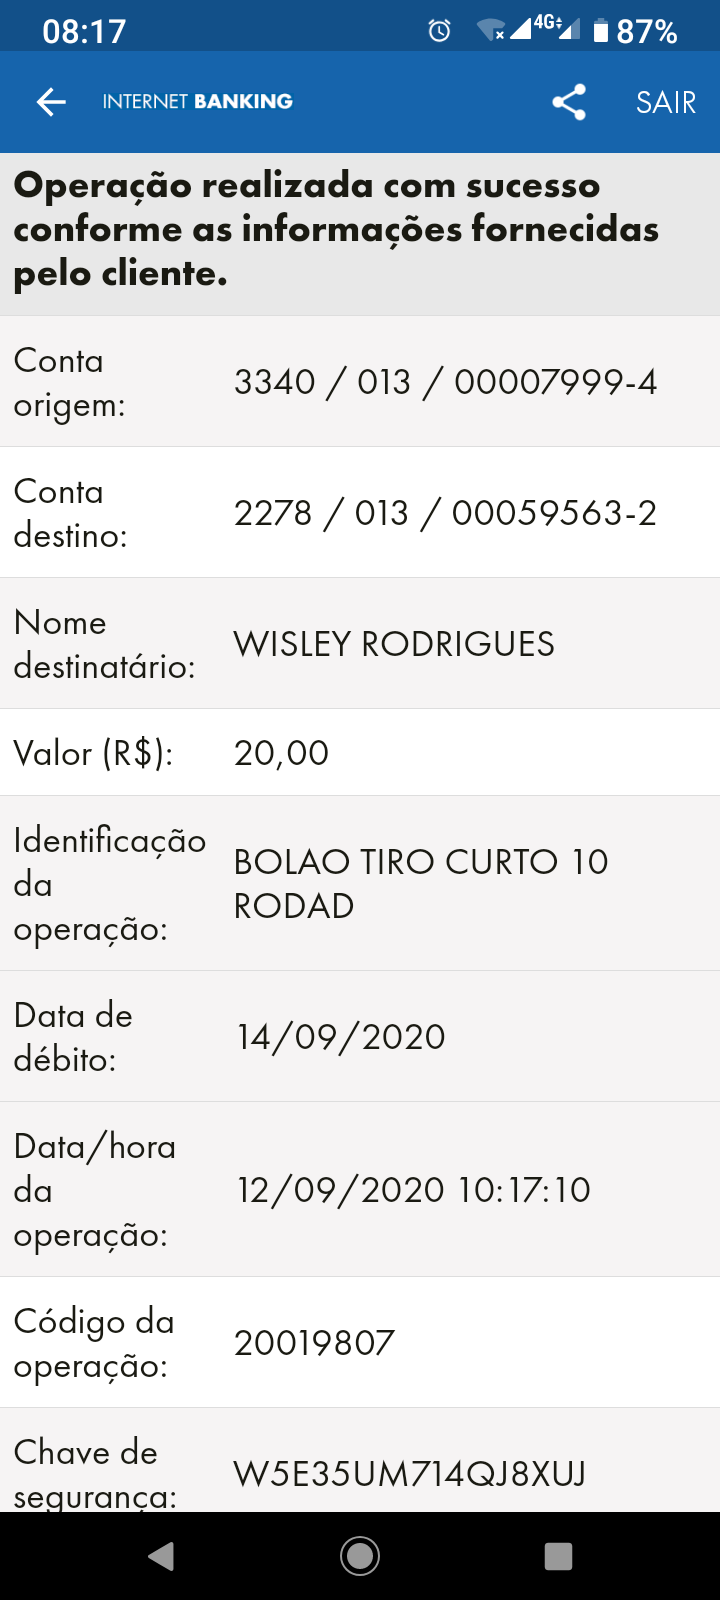 08:17
4G
87%
INTERNET BANKING
SAIR
Operação realizada com sucesso
conforme as informações fornecidas
pelo cliente.
Conta
origem:
3340 / 013 / 00007999-4
Conta
destino:
2278 / 013 / 00059563-2
Nome
destinatário:
WISLEY RODRIGUES
Valor (R$):
20,00
Identificação
da
operação:
BOLAO TIRO CURTO 10
RODAD
Data de
débito:
14/09/2020
Data/hora
da
operação:
12/09/2020 10:17:10
Código da
operação:
20019807
Chave de
segurança:
W5E35UM714QJ8XUJ